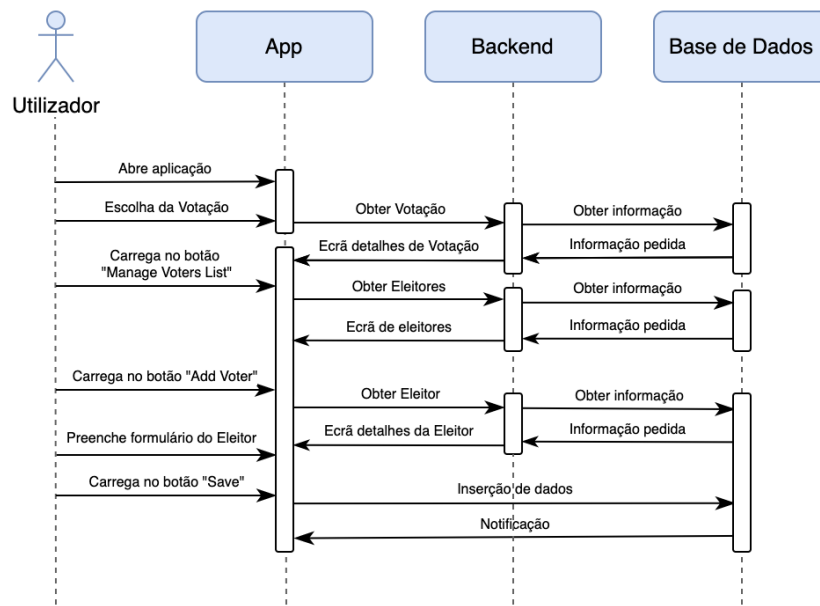 App
Backend
Base de Dados
Utilizador
Abre aplicação
Escolha da Votação
Obter Votação
Obter informação
Ecrã detalhes de Votação
Informação pedida
Carrega no botão
"Manage Voters List"
Obter Eleitores
Obter informação
Ecrã de eleitores
Informação pedida
Carrega no botão "Add Voter"
Obter Eleitor
Obter informação
Preenche formulário do Eleitor
Ecrã detalhes da Eleitor
Informação pedida
Carrega no botão "Save"
Inserção de dados
Notificação